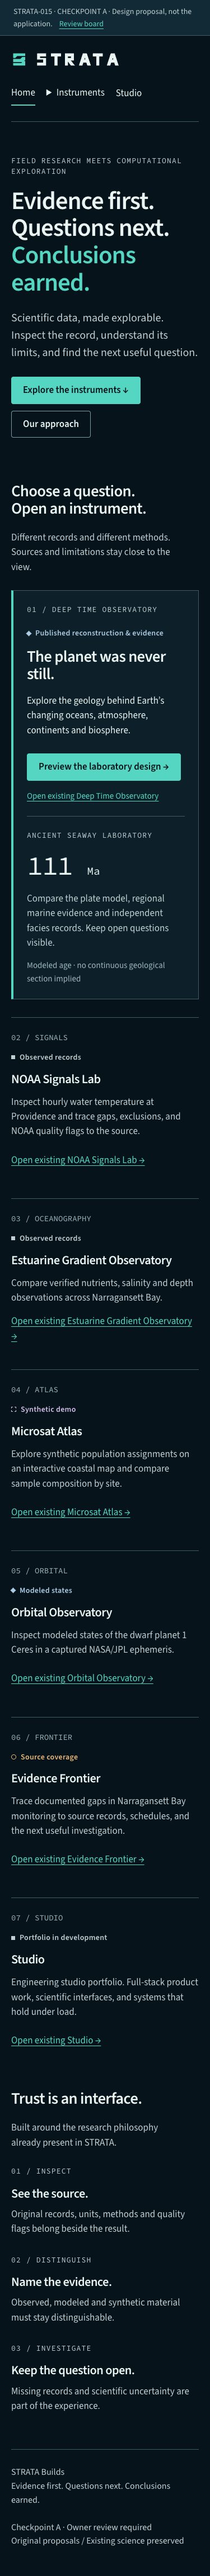 STRATA-015 · CHECKPOINT A · Design proposal, not the
application. Review board
STRATA
Home ▶ Instruments Studio
FIELD RESEARCH MEETS COMPUTATIONAL
EXPLORATION
Evidence first.
Questions next.
Conclusions
earned.
Scientific data, made explorable.
Inspect the record, understand its
limits, and find the next useful question.
Explore the instruments ↓
Our approach
Choose a question.
Open an instrument.
Different records and different methods.
Sources and limitations stay close to the
view.
01 / DEEP TIME OBSERVATORY
Published reconstruction & evidence
The planet was never
still.
Explore the geology behind Earth's
changing oceans, atmosphere,
continents and biosphere.
Preview the laboratory design →
Open existing Deep Time Observatory
ANCIENT SEAWAY LABORATORY
111 Ma
Compare the plate model, regional
marine evidence and independent
facies records. Keep open questions
visible.
Modeled age · no continuous geological
section implied
02 / SIGNALS
Observed records
NOAA Signals Lab
Inspect hourly water temperature at
Providence and trace gaps, exclusions, and
NOAA quality flags to the source.
Open existing NOAA Signals Lab →
03 / OCEANOGRAPHY
Observed records
Estuarine Gradient Observatory
Compare verified nutrients, salinity and depth
observations across Narragansett Bay.
Open existing Estuarine Gradient Observatory
→
04 / ATLAS
Synthetic demo
Microsat Atlas
Explore synthetic population assignments on
an interactive coastal map and compare
sample composition by site.
Open existing Microsat Atlas →
05 / ORBITAL
Modeled states
Orbital Observatory
Inspect modeled states of the dwarf planet 1
Ceres in a captured NASA/JPL ephemeris.
Open existing Orbital Observatory →
06 / FRONTIER
Source coverage
Evidence Frontier
Trace documented gaps in Narragansett Bay
monitoring to source records, schedules, and
the next useful investigation.
Open existing Evidence Frontier →
07 / STUDIO
Portfolio in development
Studio
Engineering studio portfolio. Full-stack product
work, scientific interfaces, and systems that
hold under load.
Open existing Studio →
Trust is an interface.
Built around the research philosophy
already present in STRATA.
01 / INSPECT
See the source.
Original records, units, methods and quality
flags belong beside the result.
02 / DISTINGUISH
Name the evidence.
Observed, modeled and synthetic material
must stay distinguishable.
03 / INVESTIGATE
Keep the question open.
Missing records and scientific uncertainty are
part of the experience.
STRATA Builds
Evidence first. Questions next. Conclusions
earned.
Checkpoint A · Owner review required
Original proposals / Existing science preserved